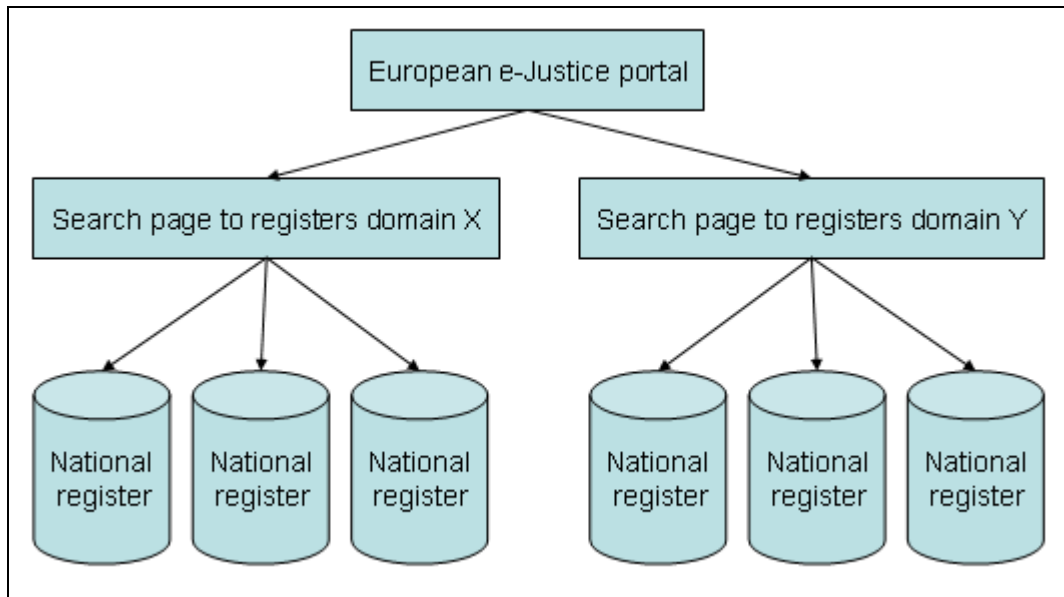 European e-Justice portal
Search page to registers domain X
Search page to registers domain Y
National
register
National
register
National
register
National
register
National
register
National
register